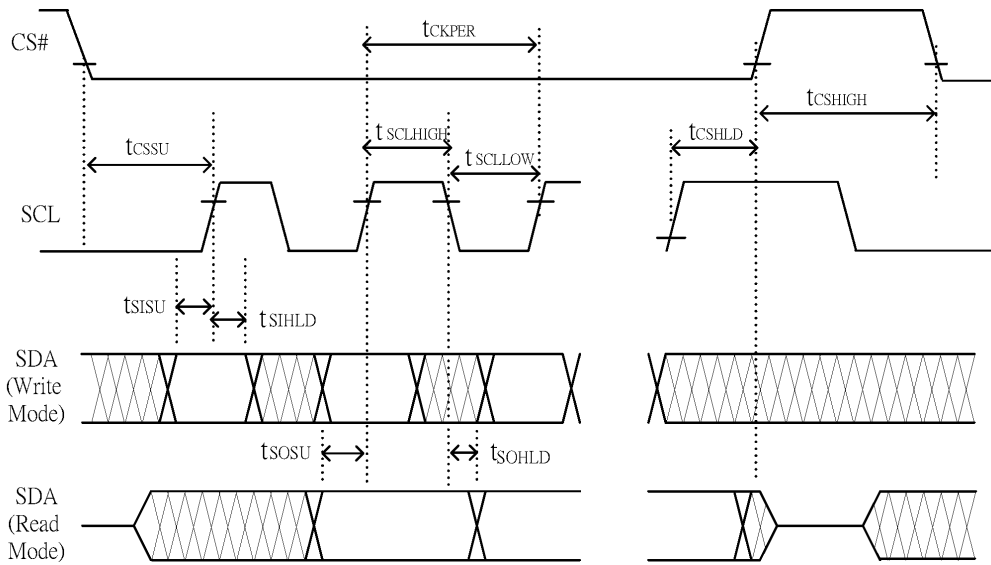 tCKPER
CS#
tCSHIGH
tSCLHIGH
tCSHLD
tCSSU
tSCLLOW
SCL
tSISU
tSIHLD
SDA
(Write
Mode)
tSOSU
tSOHLD
SDA
(Read
Mode)